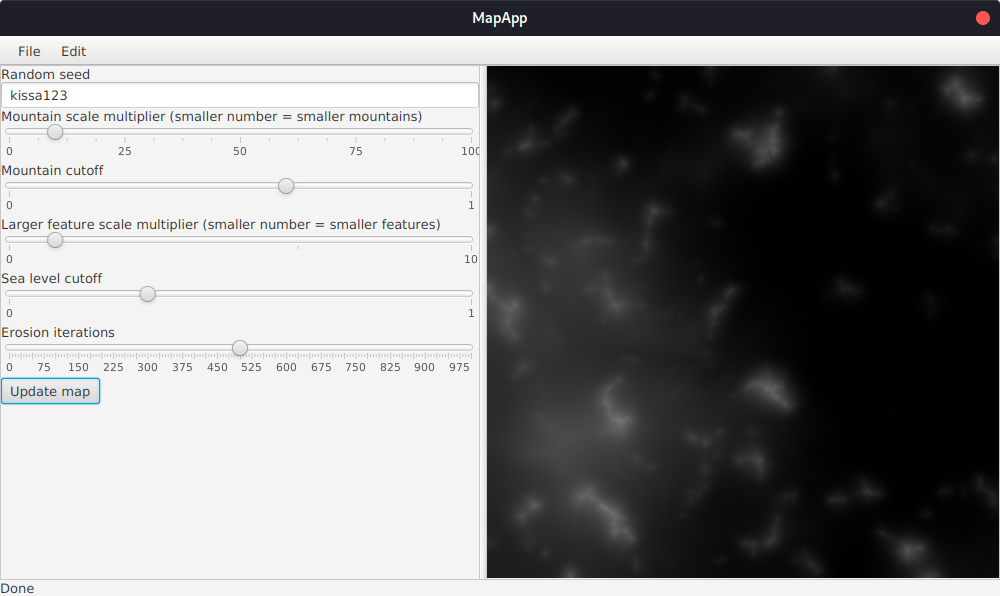 MapApp
File Edit
Random seed
kissa123
Mountain scale multiplier (smaller number = smaller mountains)
0 25 50 75 100
Mountain cutoff
0 1
Larger feature scale multiplier (smaller number = smaller features)
0 10
Sea level cutoff
0 1
Erosion iterations
0 75 150 225 300 375 450 525 600 675 750 825 900 975
Update map
Done